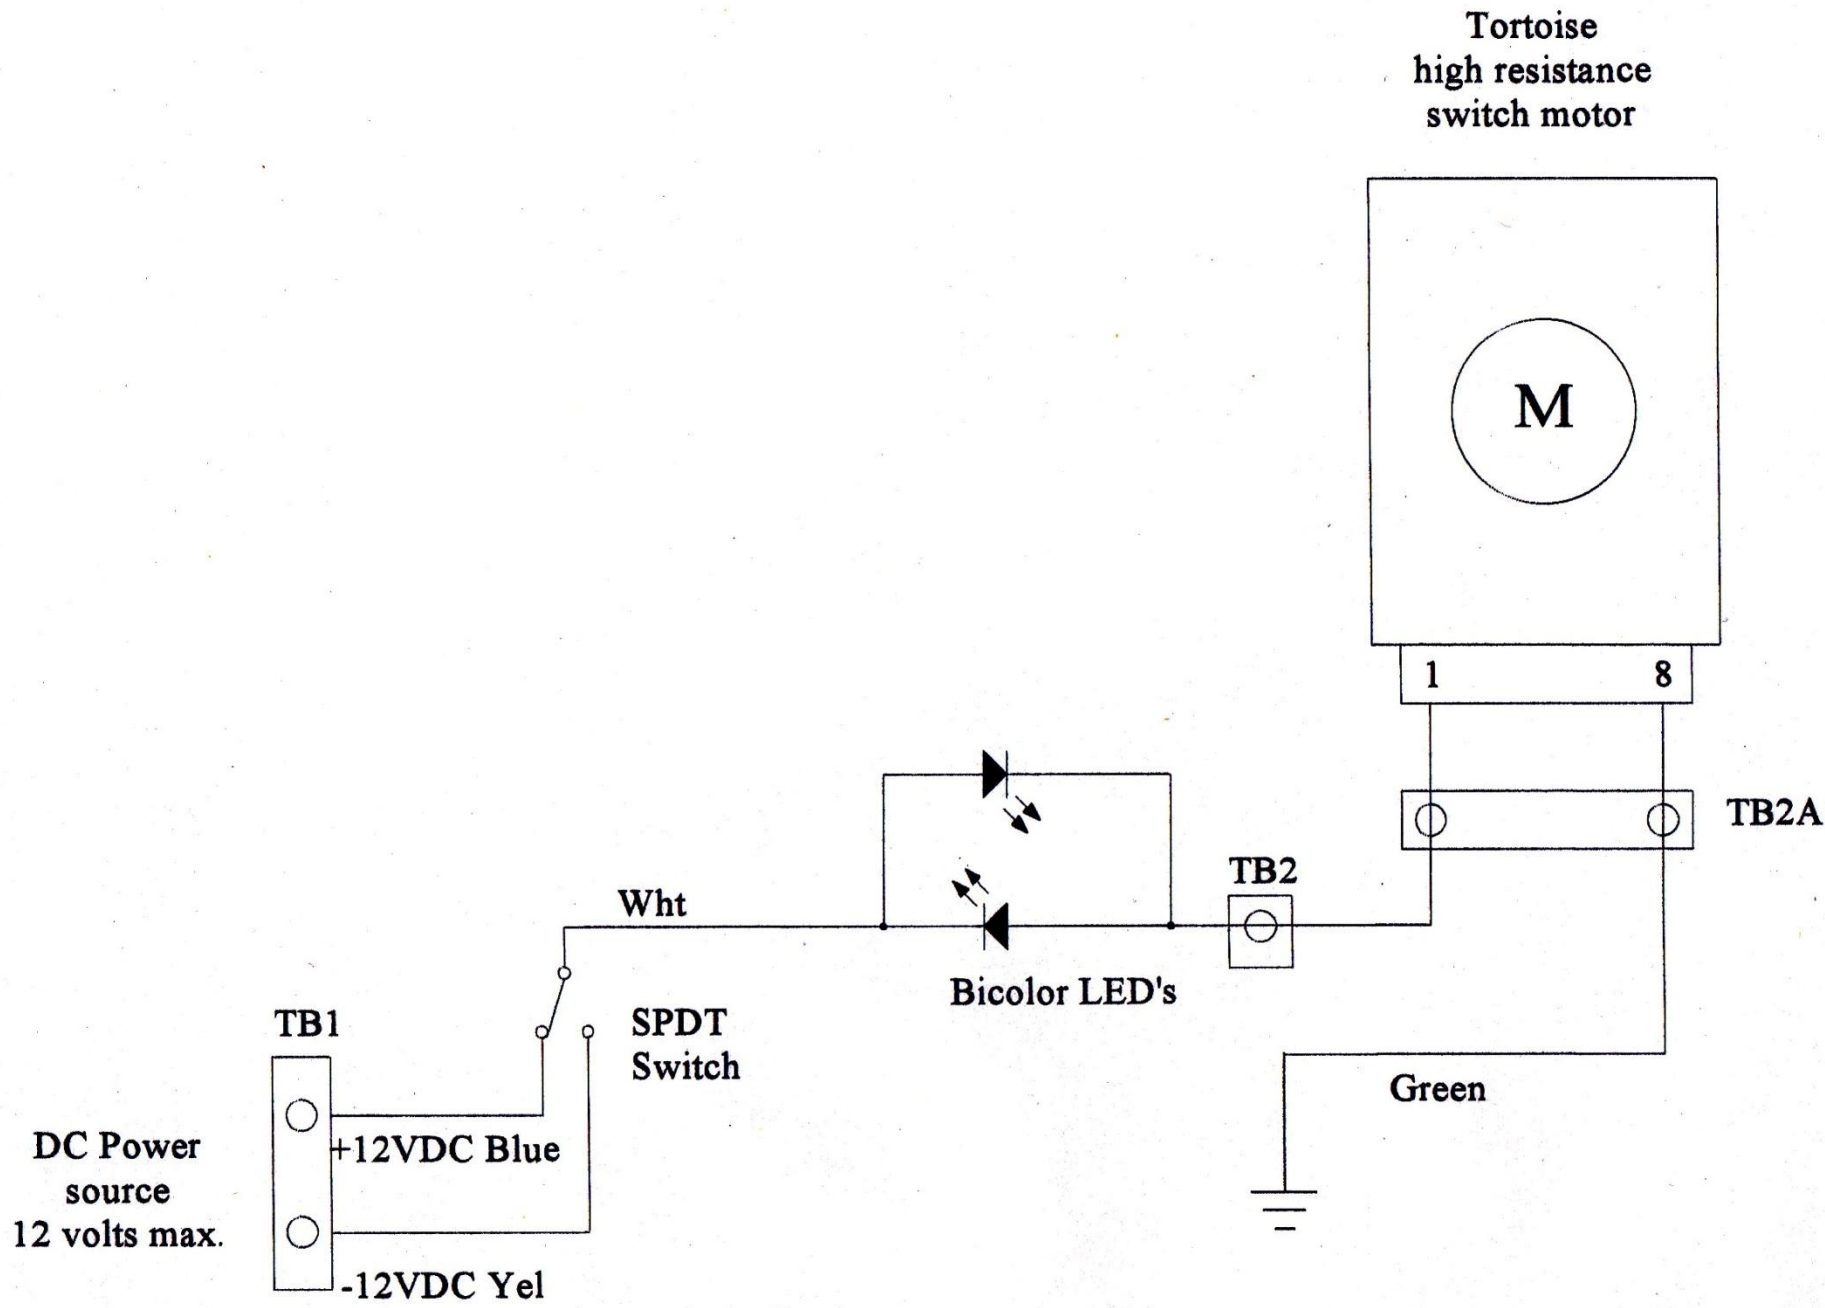 Tortoise
high resistance
switch motor
M
1 8
TB2A
TB2
Wht
Bicolor LED's
TB1
SPDT
Switch
Green
+12VDC Blue
DC Power
source
12 volts max.
-12VDC Yel